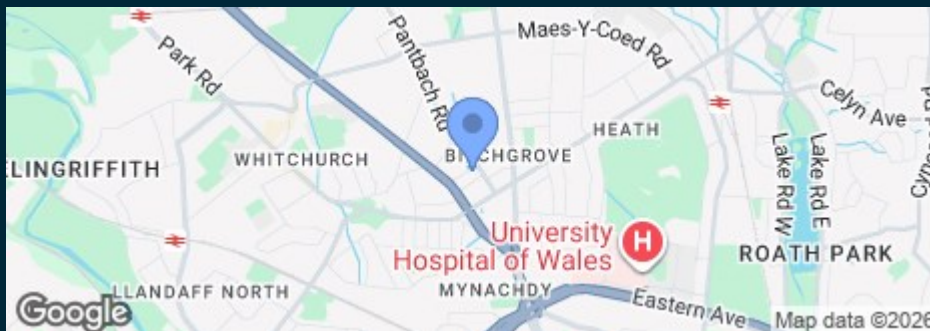 Maes-Y-Coed Rd
Pantbach Rd
Park Rd
Celyn Ave
HEATH
WHITCHURCH
BIRCHGROVE
ELINGRIFFITH
Lake Rd W
Lake Rd E
University
Hospital of Wales
H
ROATH PARK
LLANDAFF NORTH
MYNACHDY
Eastern Ave
Google
Map data ©2026